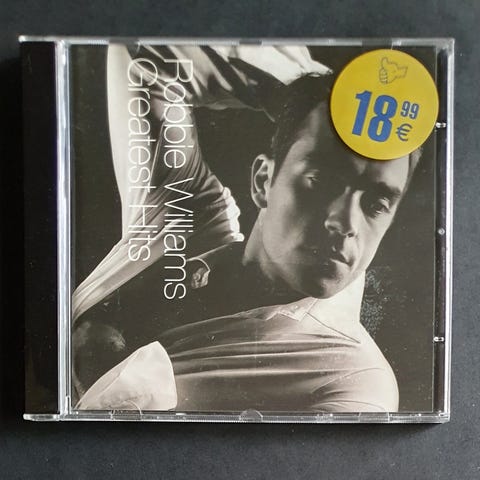 Robbie Williams
Greatest Hits
18 99
€